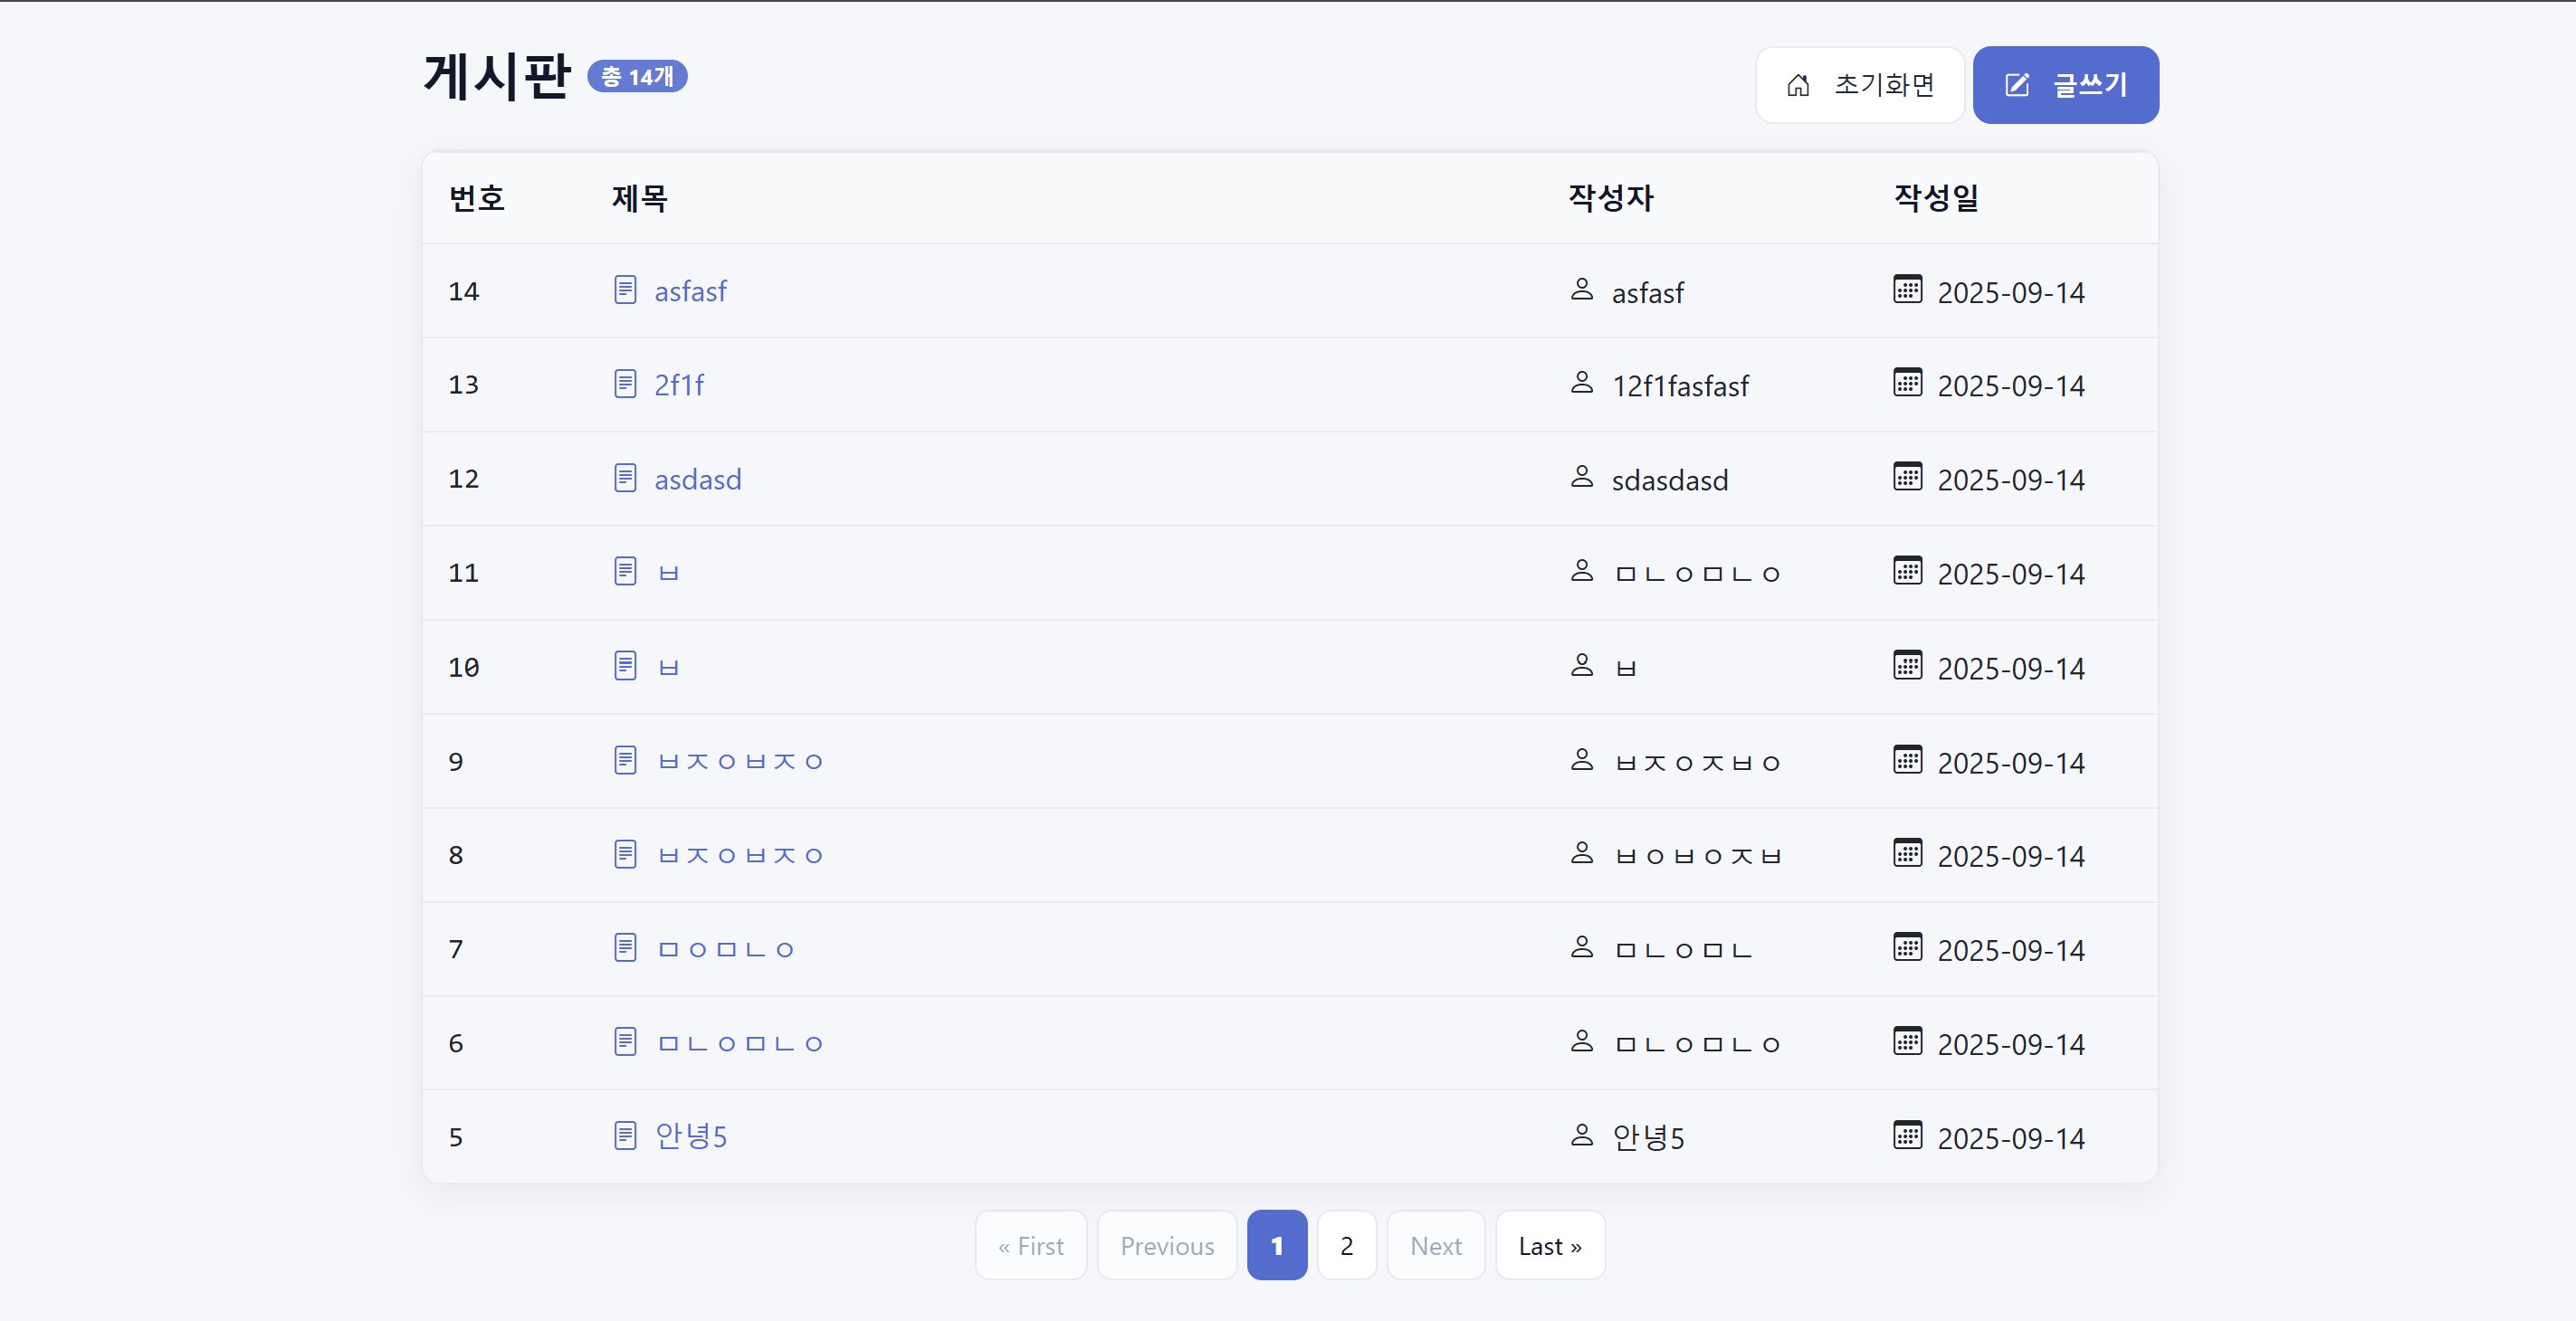 게시판 총 14개 초기화면 글쓰기
번호 제목 작성자 작성일
14 asfasf asfasf 2025-09-14
13 2f1f 12f1fasfasf 2025-09-14
12 asdasd sdasdasd 2025-09-14
11 ㅂ ㅁㄴㅇㅁㄴㅇ 2025-09-14
10 ㅂ ㅂ 2025-09-14
9 ㅂㅈㅇㅂㅈㅇ ㅂㅈㅇㅈㅂㅇ 2025-09-14
8 ㅂㅈㅇㅂㅈㅇ ㅂㅇㅂㅇㅈㅂ 2025-09-14
7 ㅁㅇㅁㄴㅇ ㅁㄴㅇㅁㄴ 2025-09-14
6 ㅁㄴㅇㅁㄴㅇ ㅁㄴㅇㅁㄴㅇ 2025-09-14
5 안녕5 안녕5 2025-09-14
« First Previous 1 2 Next Last »